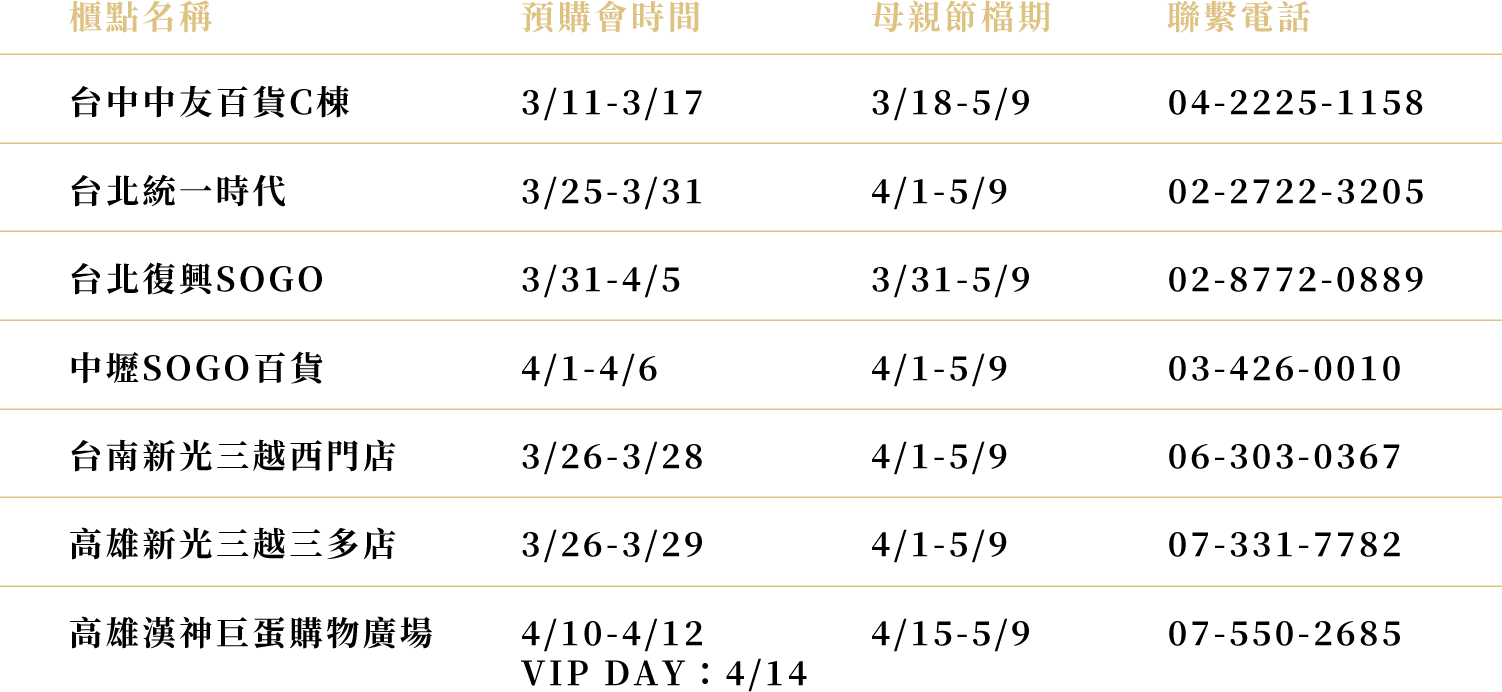 櫃點名稱 預購會時間 母親節檔期 聯繫電話
台中中友百貨C棟 3/11-3/17 3/18-5/9 04-2225-1158
台北統一時代 3/25-3/31 4/1-5/9 02-2722-3205
台北復興SOGO 3/31-4/5 3/31-5/9 02-8772-0889
中壢SOGO百貨 4/1-4/6 4/1-5/9 03-426-0010
台南新光三越西門店 3/26-3/28 4/1-5/9 06-303-0367
高雄新光三越三多店 3/26-3/29 4/1-5/9 07-331-7782
高雄漢神巨蛋購物廣場 4/10-4/12 4/15-5/9 07-550-2685
VIP DAY：4/14